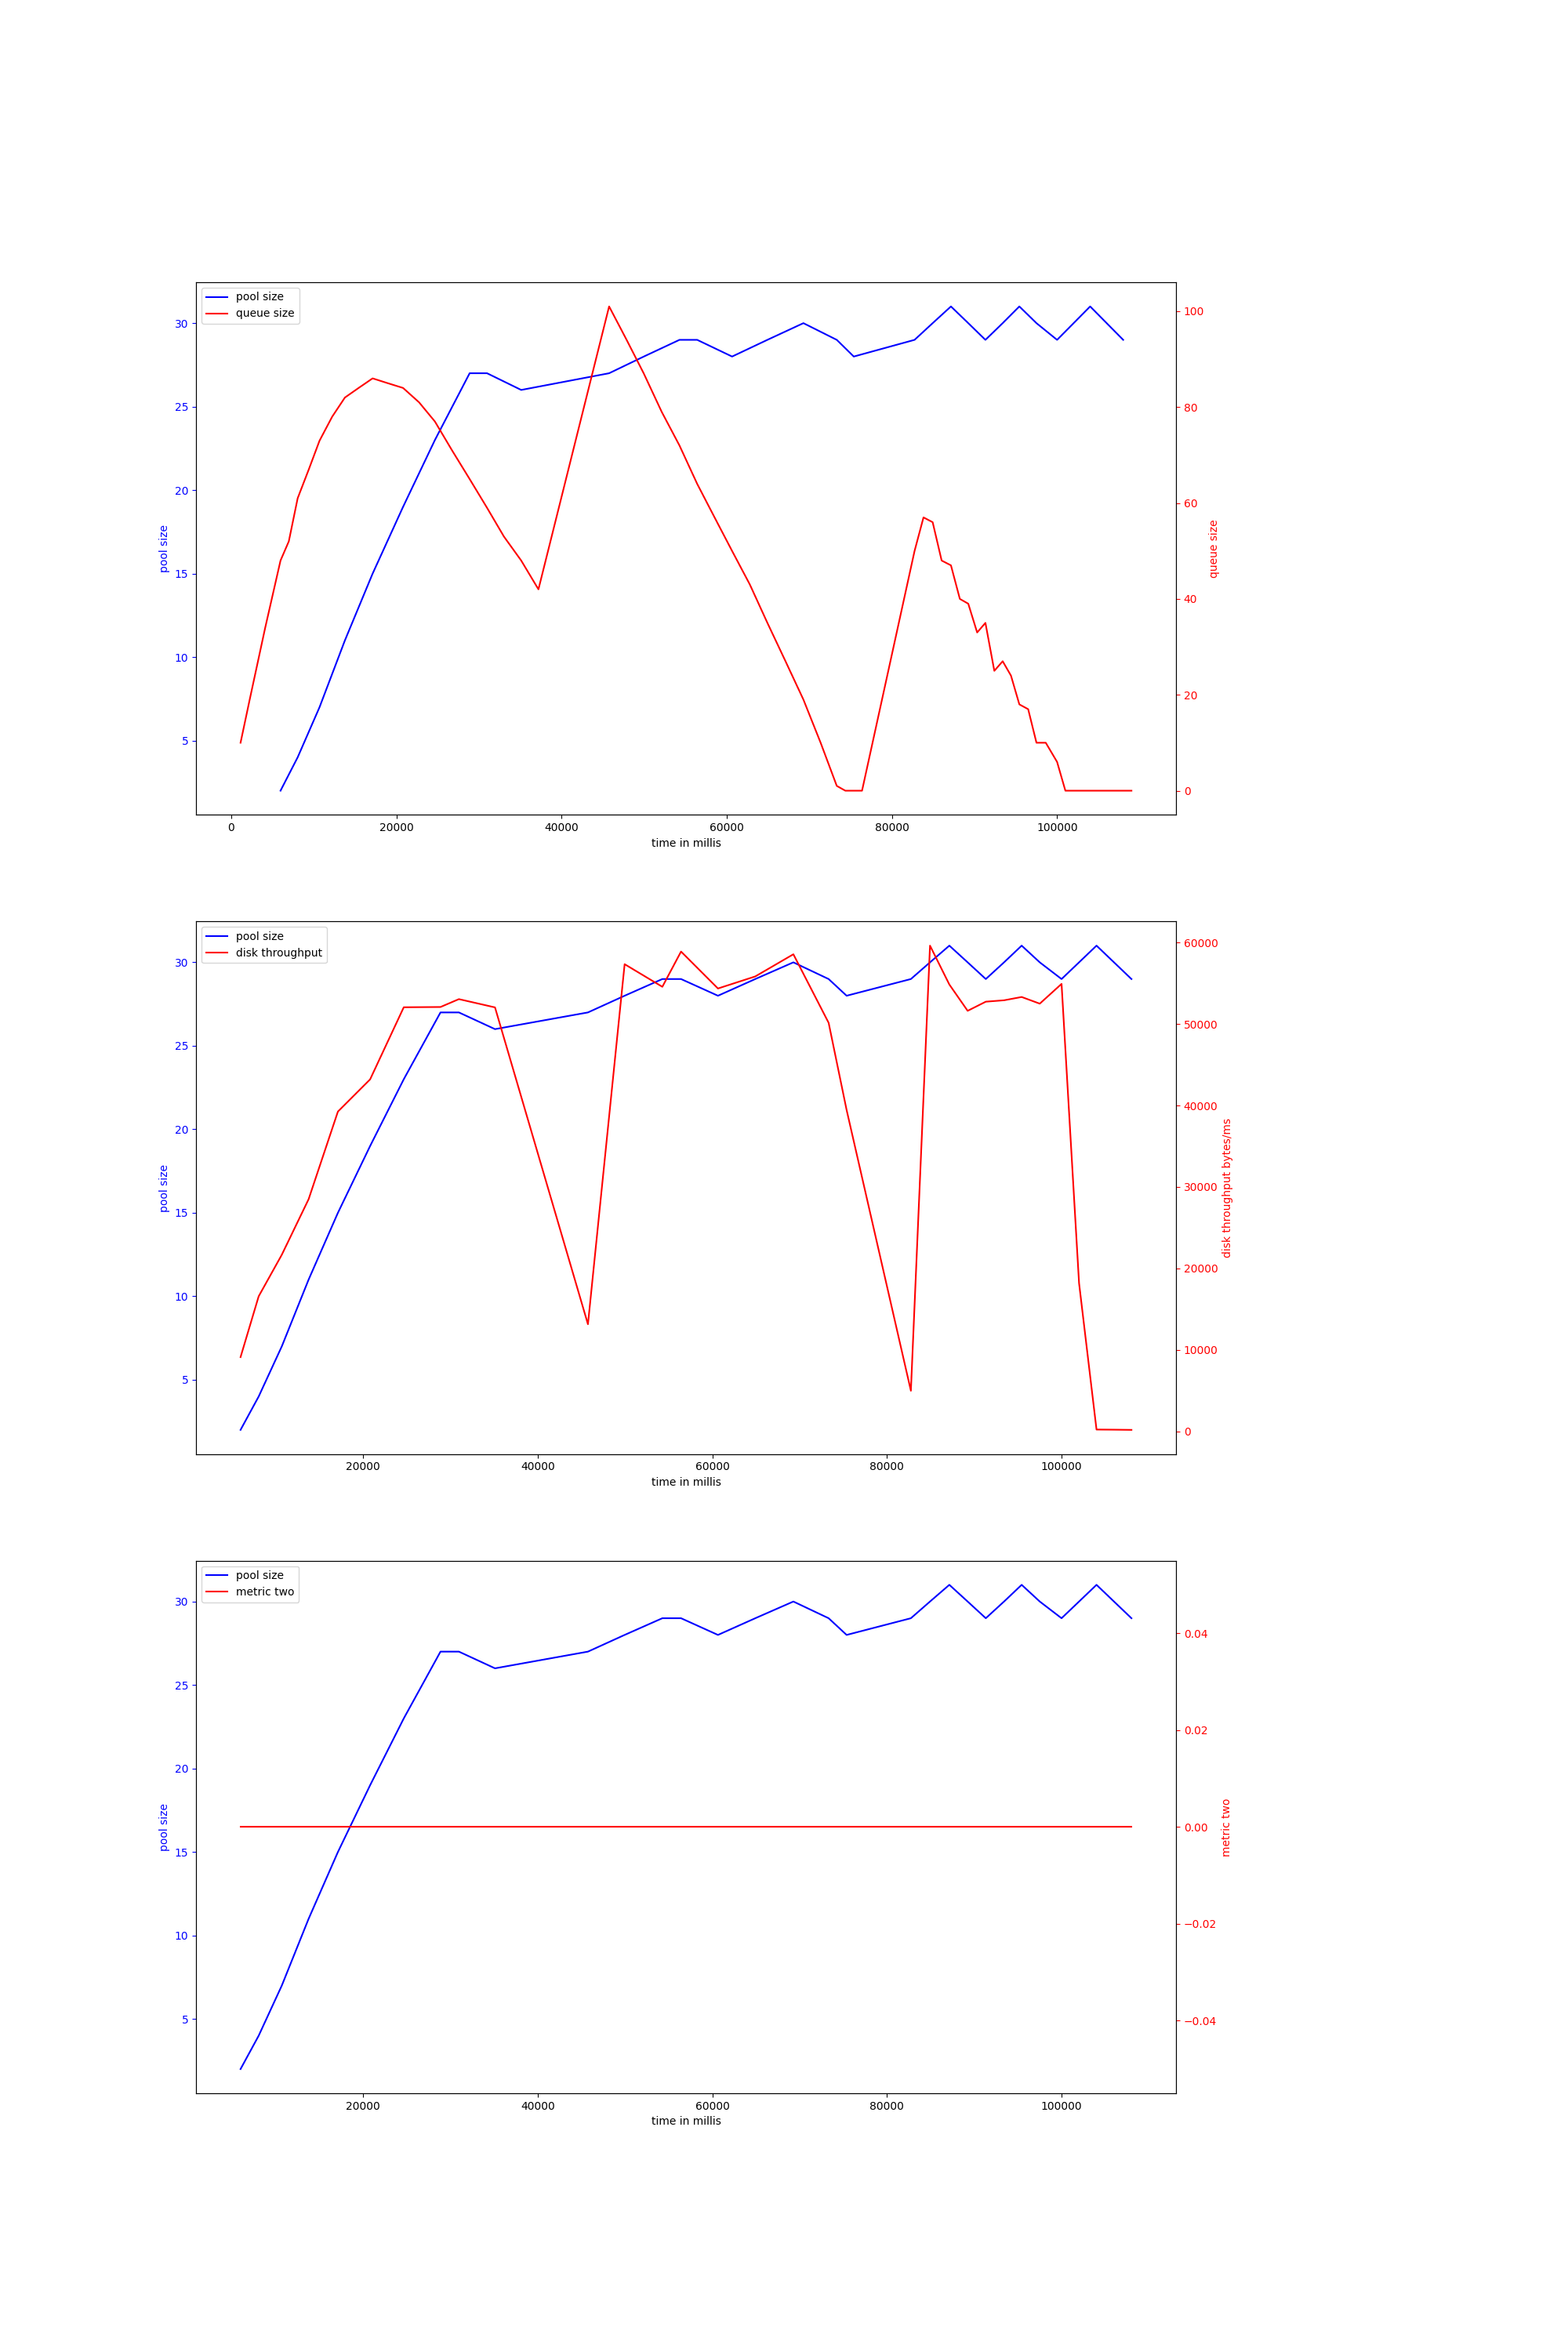 pool size
queue size
30
25
20
15
10
5
pool size
100
80
60
40
20
0
queue size
0 20000 40000 60000 80000 100000
time in millis
pool size
disk throughput
30
25
20
15
10
5
pool size
60000
50000
40000
30000
20000
10000
0
disk throughput bytes/ms
20000 40000 60000 80000 100000
time in millis
pool size
metric two
30
25
20
15
10
5
pool size
0.04
0.02
0.00
−0.02
−0.04
metric two
20000 40000 60000 80000 100000
time in millis